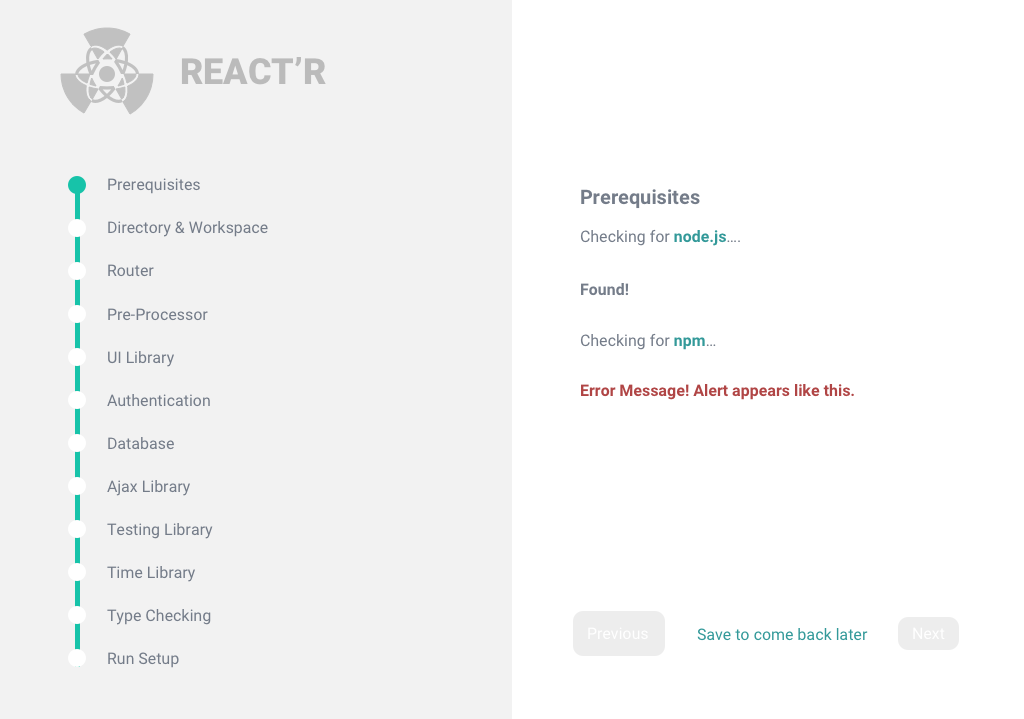 REACT’R
Prerequisites
Directory & Workspace
Router
Pre-Processor
UI Library
Authentication
Database
Ajax Library
Testing Library
Time Library
Type Checking
Run Setup
Prerequisites
Checking for node.js....
Found!
Checking for npm...
Error Message! Alert appears like this.
Previous
Save to come back later
Next